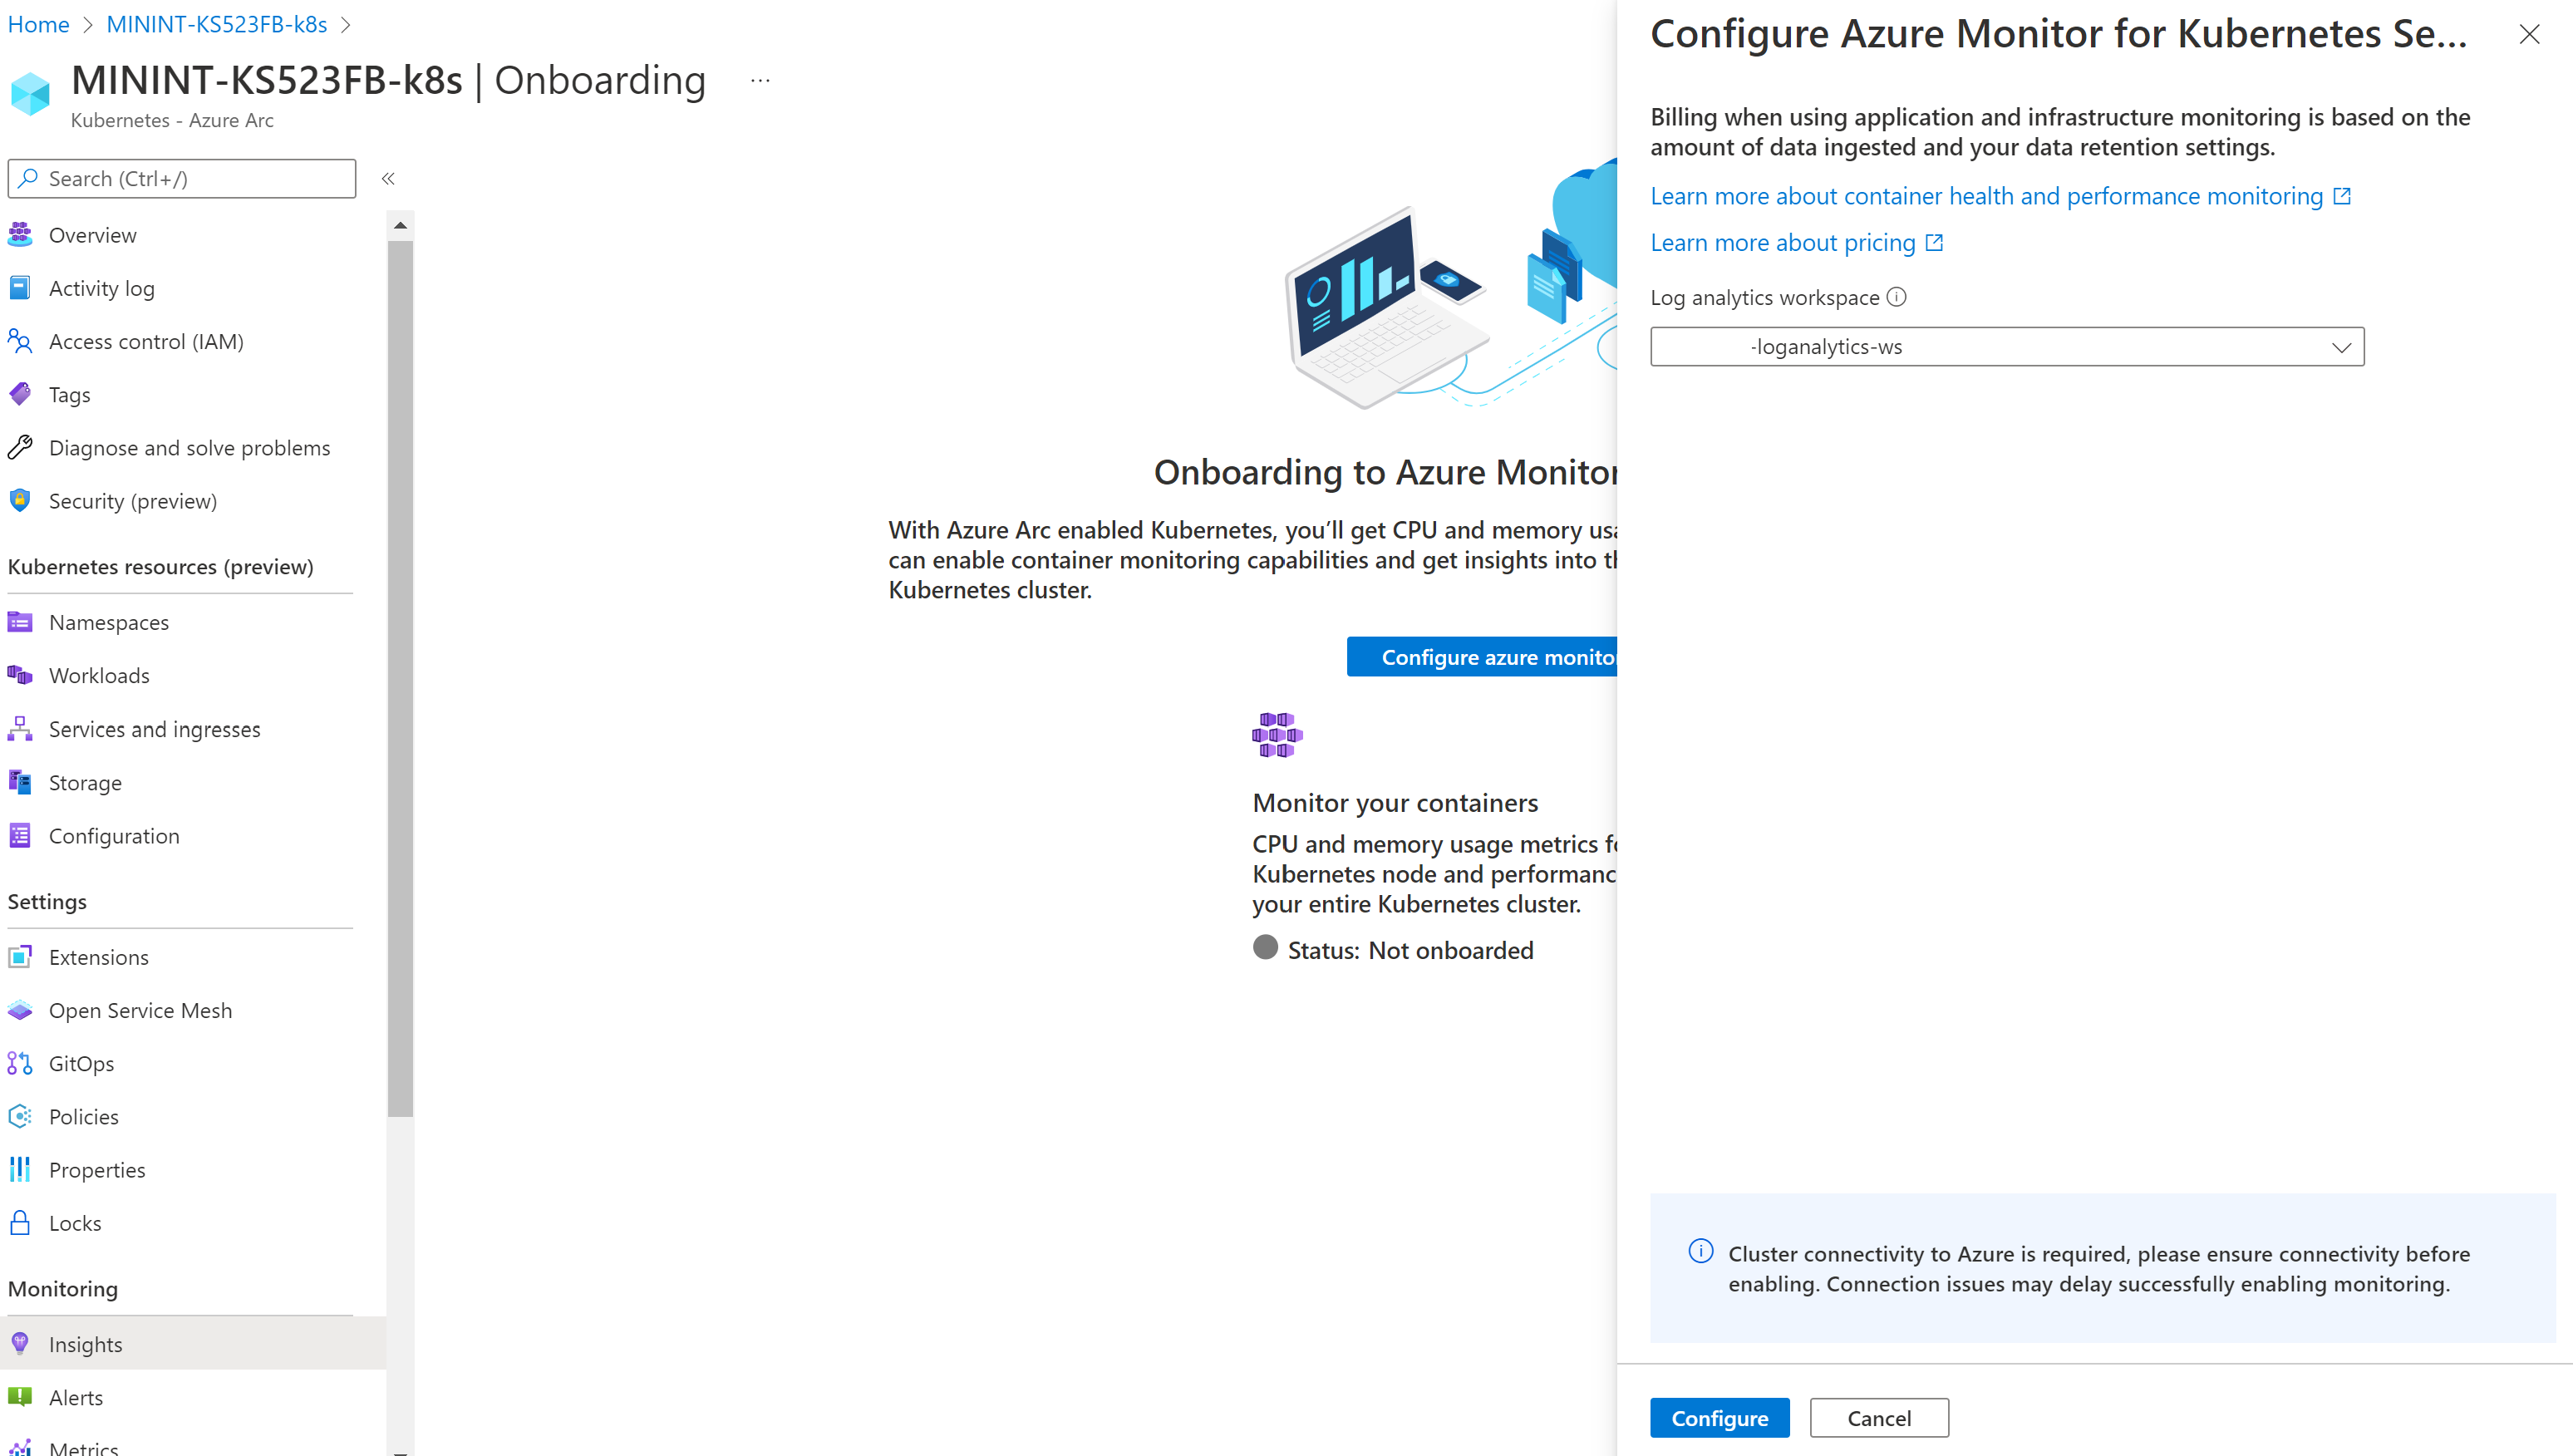 Home > MININT-KS523FB-k8s >
MININT-KS523FB-k8s | Onboarding ...
Kubernetes - Azure Arc
Search (Ctrl+/)
Overview
Activity log
Access control (IAM)
Tags
Diagnose and solve problems
Security (preview)
Kubernetes resources (preview)
Namespaces
Workloads
Services and ingresses
Storage
Configuration
Settings
Extensions
Open Service Mesh
GitOps
Policies
Properties
Locks
Monitoring
Insights
Alerts
Metrics
Onboarding to Azure Monitor
With Azure Arc enabled Kubernetes, you'll get CPU and memory usa
can enable container monitoring capabilities and get insights into th
Kubernetes cluster.
Configure azure monitor
Monitor your containers
CPU and memory usage metrics fo
Kubernetes node and performanc
your entire Kubernetes cluster.
Status: Not onboarded
Configure Azure Monitor for Kubernetes Se...
Billing when using application and infrastructure monitoring is based on the
amount of data ingested and your data retention settings.
Learn more about container health and performance monitoring
Learn more about pricing
Log analytics workspace
-loganalytics-ws
Cluster connectivity to Azure is required, please ensure connectivity before
enabling. Connection issues may delay successfully enabling monitoring.
Configure
Cancel